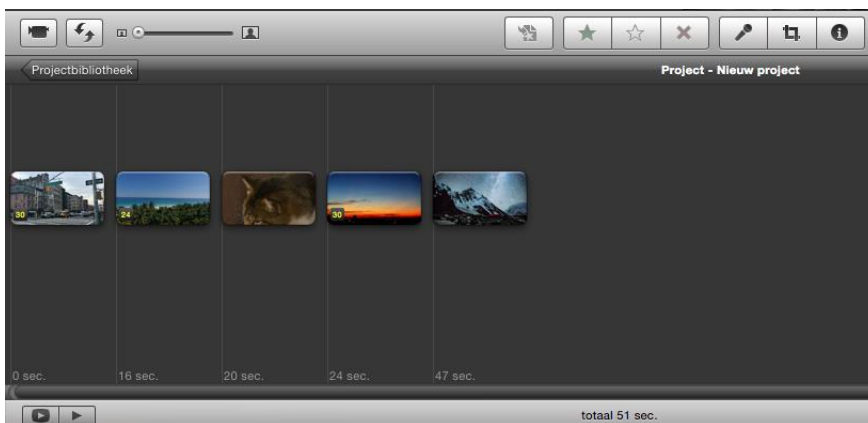 Projectbibliotheek
Project - Nieuw project
30
24
30
0 sec.
16 sec.
20 sec.
24 sec.
47 sec.
totaal 51 sec.